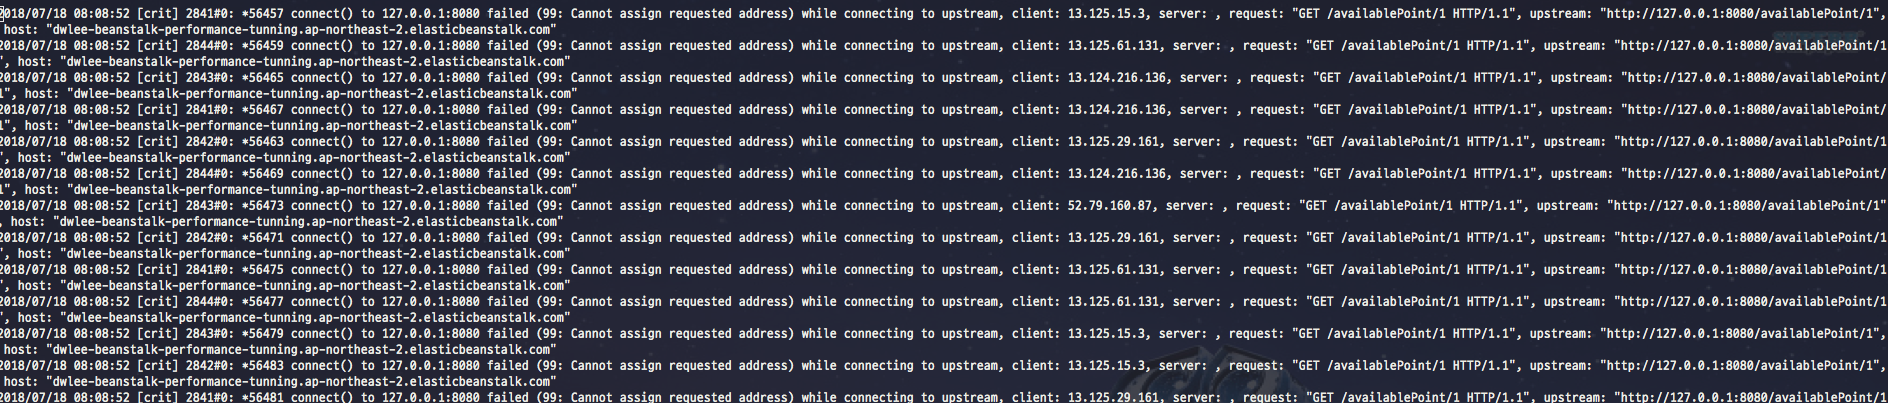 2018/07/18 08:08:52 [crit] 2841#0: *56457 connect() to 127.0.0.1:8080 failed (99: Cannot assign requested address) while connecting to upstream, client: 13.125.15.3, server: , request: "GET /availablePoint/1 HTTP/1.1", upstream: "http://127.0.0.1:8080/availablePoint/1",
host: "dwlee-beanstalk-performance-tunning.ap-northeast-2.elasticbeanstalk.com"
2018/07/18 08:08:52 [crit] 2844#0: *56459 connect() to 127.0.0.1:8080 failed (99: Cannot assign requested address) while connecting to upstream, client: 13.125.61.131, server: , request: "GET /availablePoint/1 HTTP/1.1", upstream: "http://127.0.0.1:8080/availablePoint/1
", host: "dwlee-beanstalk-performance-tunning.ap-northeast-2.elasticbeanstalk.com"
2018/07/18 08:08:52 [crit] 2843#0: *56465 connect() to 127.0.0.1:8080 failed (99: Cannot assign requested address) while connecting to upstream, client: 13.124.216.136, server: , request: "GET /availablePoint/1 HTTP/1.1", upstream: "http://127.0.0.1:8080/availablePoint/
1", host: "dwlee-beanstalk-performance-tunning.ap-northeast-2.elasticbeanstalk.com"
2018/07/18 08:08:52 [crit] 2841#0: *56467 connect() to 127.0.0.1:8080 failed (99: Cannot assign requested address) while connecting to upstream, client: 13.124.216.136, server: , request: "GET /availablePoint/1 HTTP/1.1", upstream: "http://127.0.0.1:8080/availablePoint/
1", host: "dwlee-beanstalk-performance-tunning.ap-northeast-2.elasticbeanstalk.com"
2018/07/18 08:08:52 [crit] 2842#0: *56463 connect() to 127.0.0.1:8080 failed (99: Cannot assign requested address) while connecting to upstream, client: 13.125.29.161, server: , request: "GET /availablePoint/1 HTTP/1.1", upstream: "http://127.0.0.1:8080/availablePoint/1
", host: "dwlee-beanstalk-performance-tunning.ap-northeast-2.elasticbeanstalk.com"
2018/07/18 08:08:52 [crit] 2844#0: *56469 connect() to 127.0.0.1:8080 failed (99: Cannot assign requested address) while connecting to upstream, client: 13.124.216.136, server: , request: "GET /availablePoint/1 HTTP/1.1", upstream: "http://127.0.0.1:8080/availablePoint/
1", host: "dwlee-beanstalk-performance-tunning.ap-northeast-2.elasticbeanstalk.com"
2018/07/18 08:08:52 [crit] 2843#0: *56473 connect() to 127.0.0.1:8080 failed (99: Cannot assign requested address) while connecting to upstream, client: 52.79.160.87, server: , request: "GET /availablePoint/1 HTTP/1.1", upstream: "http://127.0.0.1:8080/availablePoint/1"
, host: "dwlee-beanstalk-performance-tunning.ap-northeast-2.elasticbeanstalk.com"
2018/07/18 08:08:52 [crit] 2842#0: *56471 connect() to 127.0.0.1:8080 failed (99: Cannot assign requested address) while connecting to upstream, client: 13.125.29.161, server: , request: "GET /availablePoint/1 HTTP/1.1", upstream: "http://127.0.0.1:8080/availablePoint/1
", host: "dwlee-beanstalk-performance-tunning.ap-northeast-2.elasticbeanstalk.com"
2018/07/18 08:08:52 [crit] 2841#0: *56475 connect() to 127.0.0.1:8080 failed (99: Cannot assign requested address) while connecting to upstream, client: 13.125.61.131, server: , request: "GET /availablePoint/1 HTTP/1.1", upstream: "http://127.0.0.1:8080/availablePoint/1
", host: "dwlee-beanstalk-performance-tunning.ap-northeast-2.elasticbeanstalk.com"
2018/07/18 08:08:52 [crit] 2844#0: *56477 connect() to 127.0.0.1:8080 failed (99: Cannot assign requested address) while connecting to upstream, client: 13.125.61.131, server: , request: "GET /availablePoint/1 HTTP/1.1", upstream: "http://127.0.0.1:8080/availablePoint/1
", host: "dwlee-beanstalk-performance-tunning.ap-northeast-2.elasticbeanstalk.com"
2018/07/18 08:08:52 [crit] 2843#0: *56479 connect() to 127.0.0.1:8080 failed (99: Cannot assign requested address) while connecting to upstream, client: 13.125.15.3, server: , request: "GET /availablePoint/1 HTTP/1.1", upstream: "http://127.0.0.1:8080/availablePoint/1",
host: "dwlee-beanstalk-performance-tunning.ap-northeast-2.elasticbeanstalk.com"
2018/07/18 08:08:52 [crit] 2842#0: *56483 connect() to 127.0.0.1:8080 failed (99: Cannot assign requested address) while connecting to upstream, client: 13.125.15.3, server: , request: "GET /availablePoint/1 HTTP/1.1", upstream: "http://127.0.0.1:8080/availablePoint/1",
host: "dwlee-beanstalk-performance-tunning.ap-northeast-2.elasticbeanstalk.com"
2018/07/18 08:08:52 [crit] 2841#0: *56481 connect() to 127.0.0.1:8080 failed (99: Cannot assign requested address) while connecting to upstream, client: 13.125.29.161, server: , request: "GET /availablePoint/1 HTTP/1.1", upstream: "http://127.0.0.1:8080/availablePoint/1